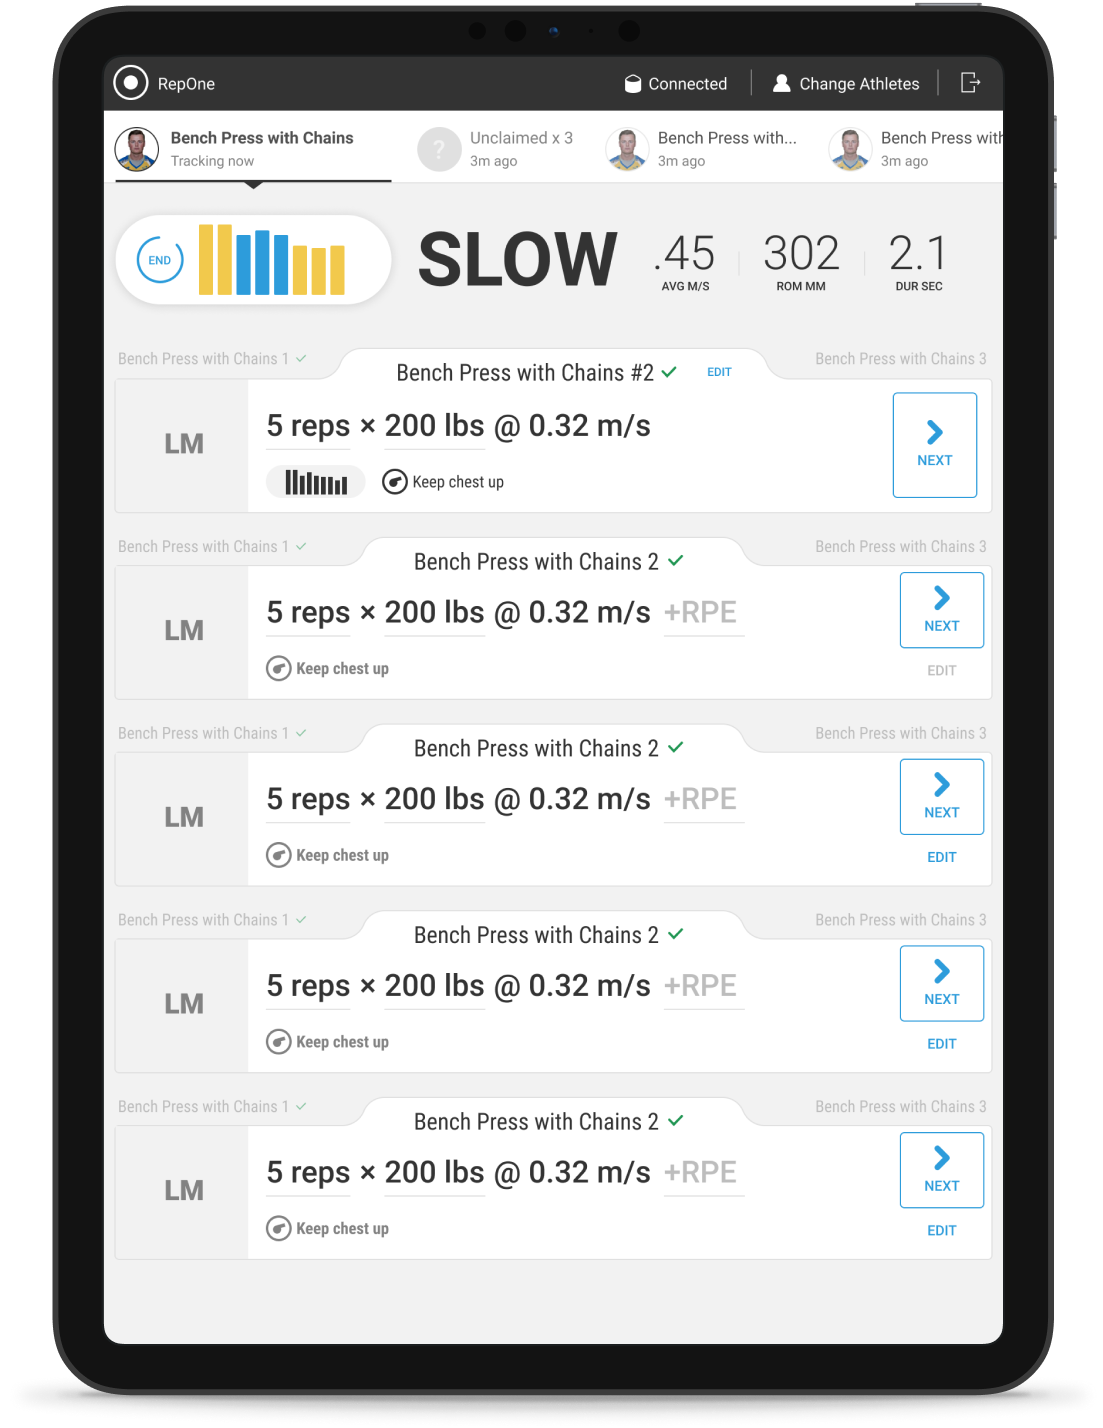 RepOne
Connected
Change Athletes
Bench Press with Chains
Tracking now
?
Unclaimed x 3
3m ago
Bench Press with...
3m ago
Bench Press with
3m ago
END
SLOW
.45
AVG M/S
302
ROM MM
2.1
DUR SEC
Bench Press with Chains 1
Bench Press with Chains #2
EDIT
Bench Press with Chains 3
LM
5 reps × 200 lbs @ 0.32 m/s
Keep chest up
NEXT
Bench Press with Chains 1
Bench Press with Chains 2
Bench Press with Chains 3
LM
5 reps × 200 lbs @ 0.32 m/s +RPE
Keep chest up
NEXT
EDIT
Bench Press with Chains 1
Bench Press with Chains 2
Bench Press with Chains 3
LM
5 reps × 200 lbs @ 0.32 m/s +RPE
Keep chest up
NEXT
EDIT
Bench Press with Chains 1
Bench Press with Chains 2
Bench Press with Chains 3
LM
5 reps × 200 lbs @ 0.32 m/s +RPE
Keep chest up
NEXT
EDIT
Bench Press with Chains 1
Bench Press with Chains 2
Bench Press with Chains 3
LM
5 reps × 200 lbs @ 0.32 m/s +RPE
Keep chest up
NEXT
EDIT